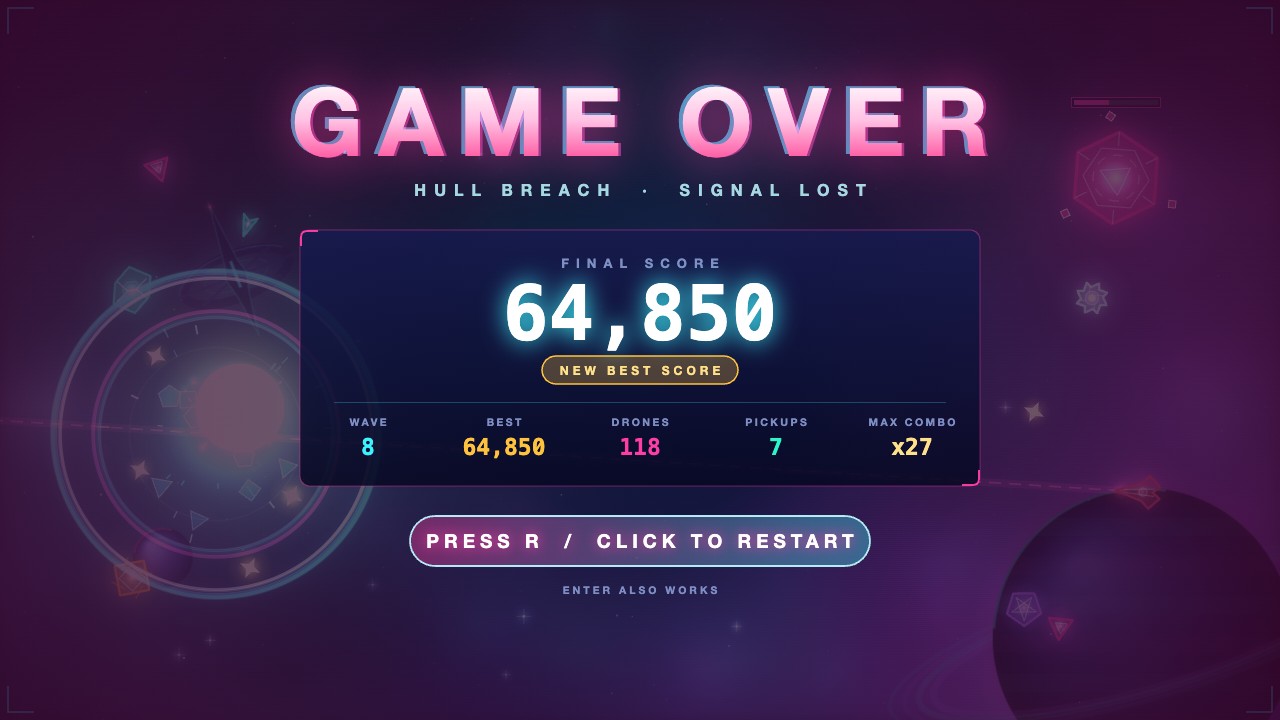 GAME OVER
HULL BREACH · SIGNAL LOST
FINAL SCORE
64,850
NEW BEST SCORE
WAVE BEST DRONES PICKUPS MAX COMBO
8 64,850 118 7 x27
PRESS R / CLICK TO RESTART
ENTER ALSO WORKS